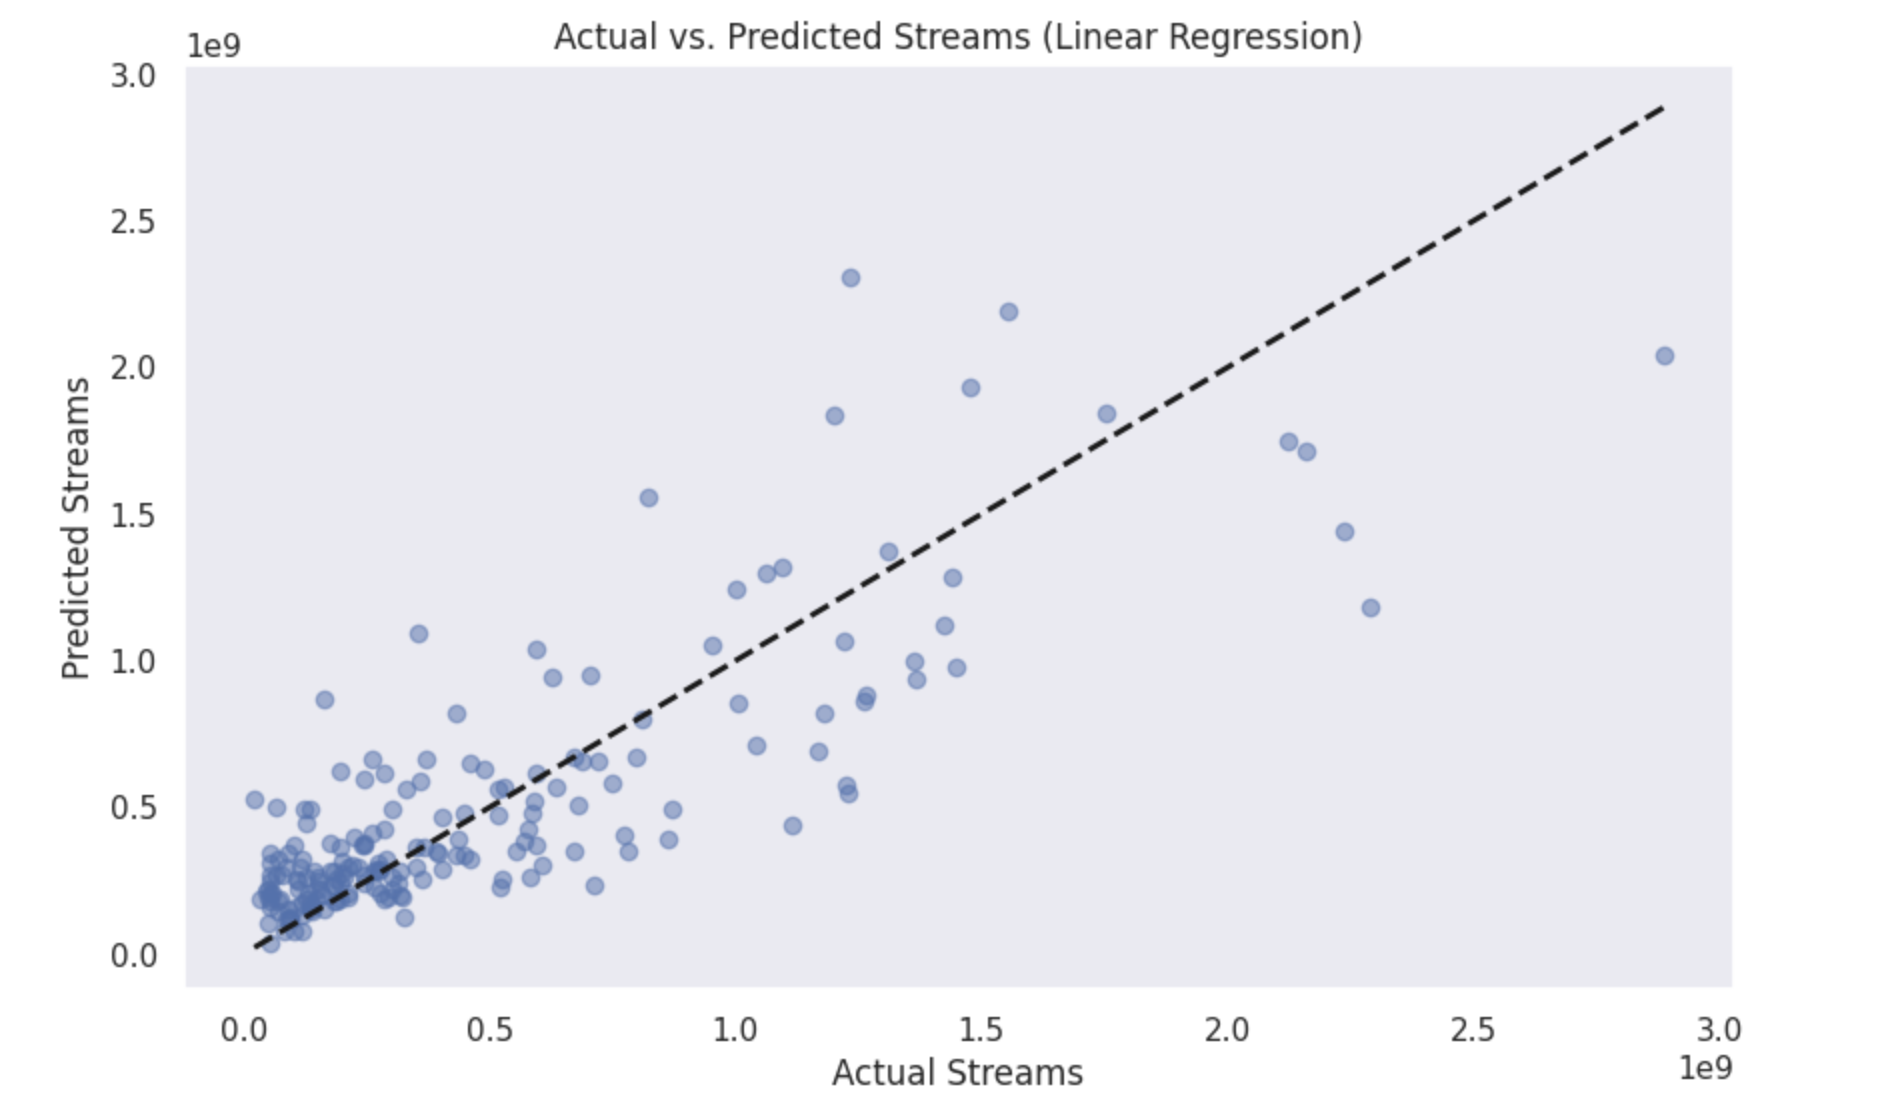 Actual vs. Predicted Streams (Linear Regression)
1e9
3.0
2.5
2.0
1.5
1.0
0.5
0.0
Predicted Streams
0.0 0.5 1.0 1.5 2.0 2.5 3.0
Actual Streams
1e9